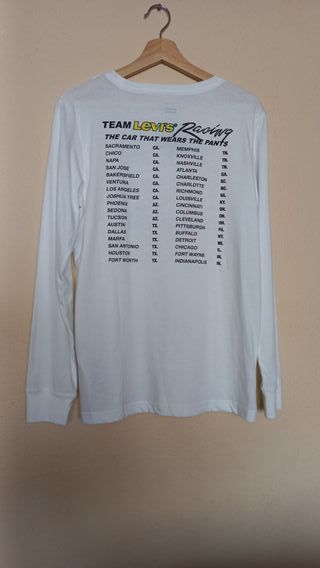 TEAM Levi's Racing
THE CAR THAT WEARS THE PANTS
SACRAMENTO CA.
CHICO CA.
NAPA CA.
SAN JOSE CA.
BAKERSFIELD CA.
VENTURA CA.
LOS ANGELES CA.
JOSHUA TREE CA.
PHOENIX AZ.
SEDONA AZ.
TUCSON AZ.
AUSTIN TX.
DALLAS TX.
MARFA TX.
SAN ANTONIO TX.
HOUSTON TX.
FORT WORTH TX.
MEMPHIS TN.
KNOXVILLE TN.
NASHVILLE TN.
ATLANTA GA.
CHARLESTON SC.
CHARLOTTE NC.
RICHMOND VA.
LOUISVILLE KY.
CINCINNATI OH.
COLUMBUS OH.
CLEVELAND OH.
PITTSBURGH PA.
BUFFALO NY.
DETROIT MI.
CHICAGO IL.
FORT WAYNE IN.
INDIANAPOLIS IN.